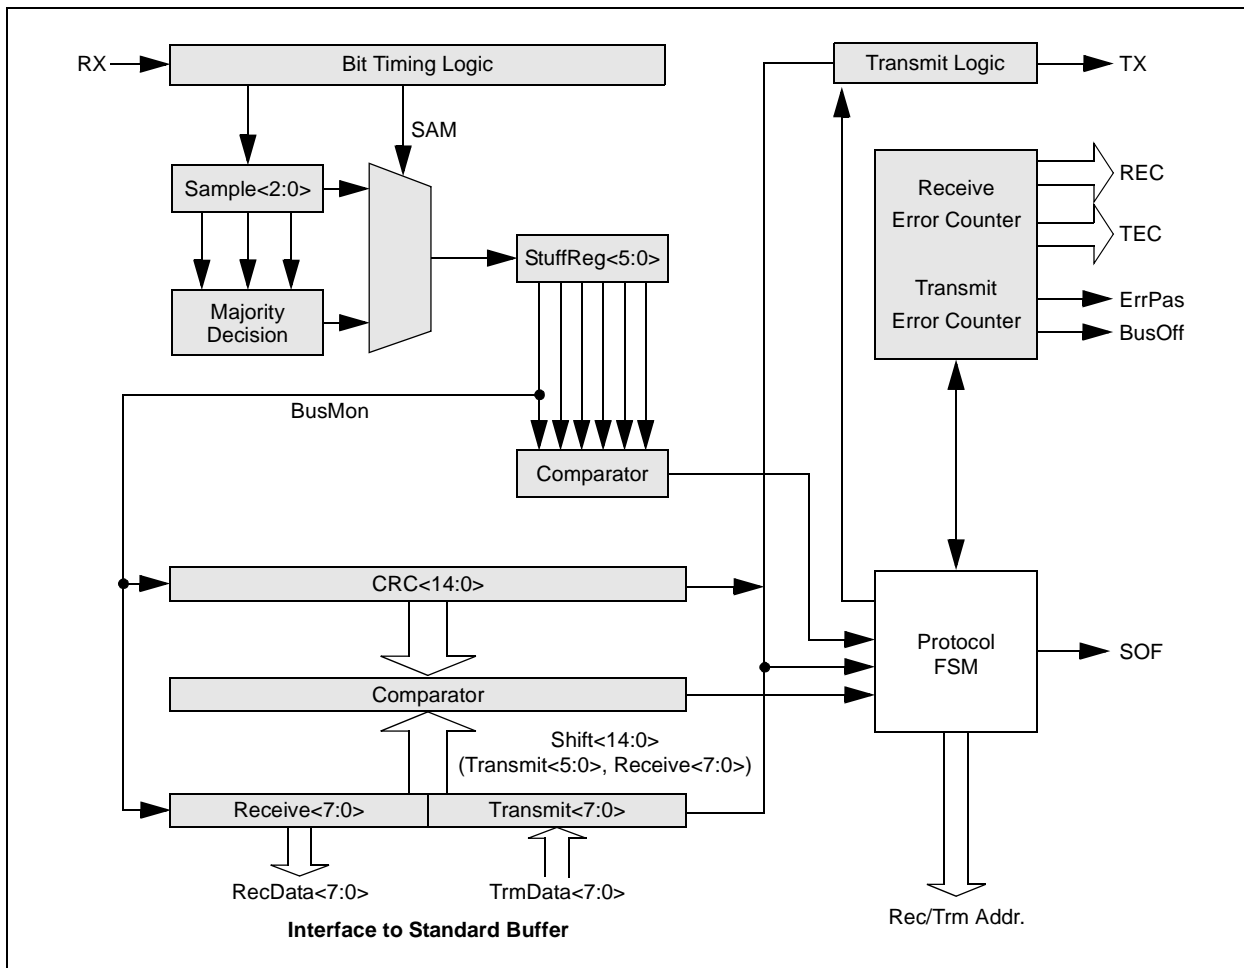 RX
Bit Timing Logic
Transmit Logic
TX
SAM
Sample<2:0>
Receive
Error Counter
REC
TEC
StuffReg<5:0>
Majority
Decision
Transmit
Error Counter
ErrPas
BusOff
BusMon
Comparator
CRC<14:0>
Protocol
FSM
SOF
Comparator
Shift<14:0>
(Transmit<5:0>, Receive<7:0>)
Receive<7:0>
Transmit<7:0>
RecData<7:0>
TrmData<7:0>
Rec/Trm Addr.
Interface to Standard Buffer